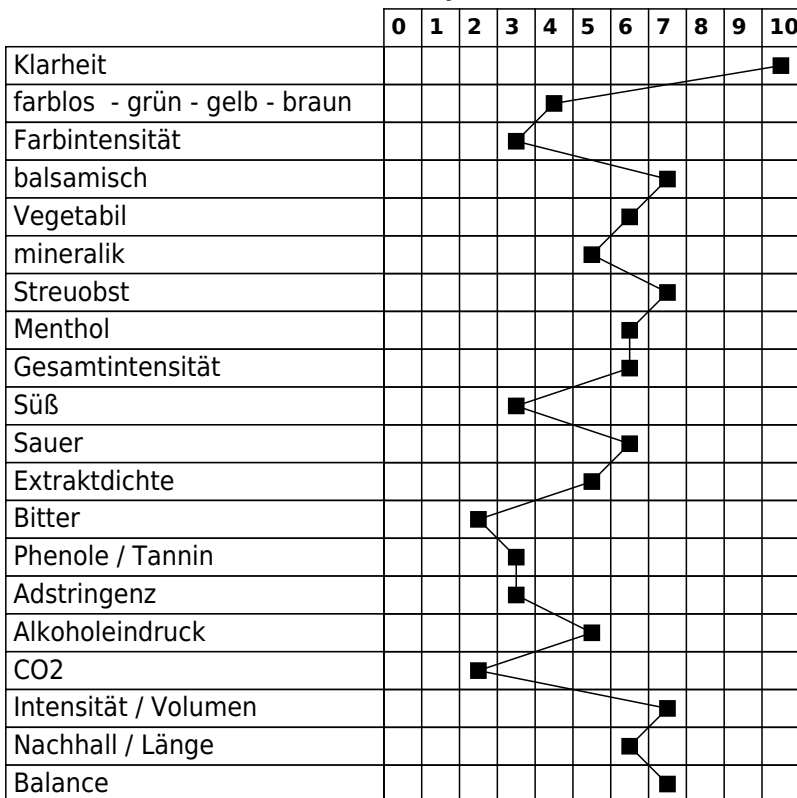 0 1 2 3 4 5 6 7 8 9 10
Klarheit
farblos - grün - gelb - braun
Farbintensität
balsamisch
Vegetabil
mineralik
Streuobst
Menthol
Gesamtintensität
Süß
Sauer
Extraktdichte
Bitter
Phenole / Tannin
Adstringenz
Alkoholeindruck
CO2
Intensität / Volumen
Nachhall / Länge
Balance